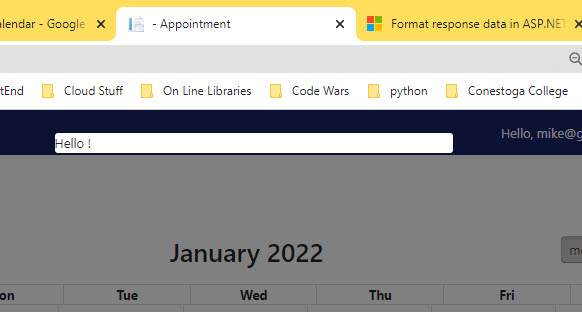 alendar - Google
- Appointment
Format response data in ASP.NET
tEnd
Cloud Stuff
On Line Libraries
Code Wars
python
Conestoga College
Hello, mike@g
Hello !
January 2022
mo
on
Tue
Wed
Thu
Fri